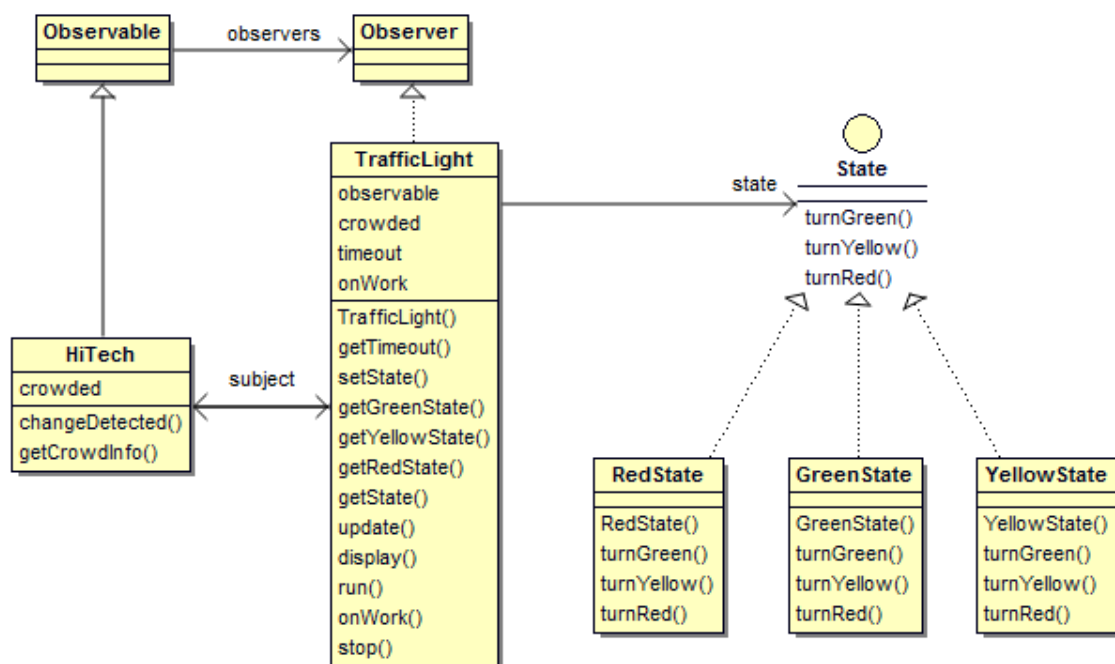 Observable
observers
Observer
TrafficLight
observable
crowded
timeout
onWork
TrafficLight()
getTimeout()
setState()
getGreenState()
getYellowState()
getRedState()
getState()
update()
display()
run()
onWork()
stop()
state
State
turnGreen()
turnYellow()
turnRed()
HiTech
crowded
changeDetected()
getCrowdInfo()
subject
RedState
RedState()
turnGreen()
turnYellow()
turnRed()
GreenState
GreenState()
turnGreen()
turnYellow()
turnRed()
YellowState
YellowState()
turnGreen()
turnYellow()
turnRed()